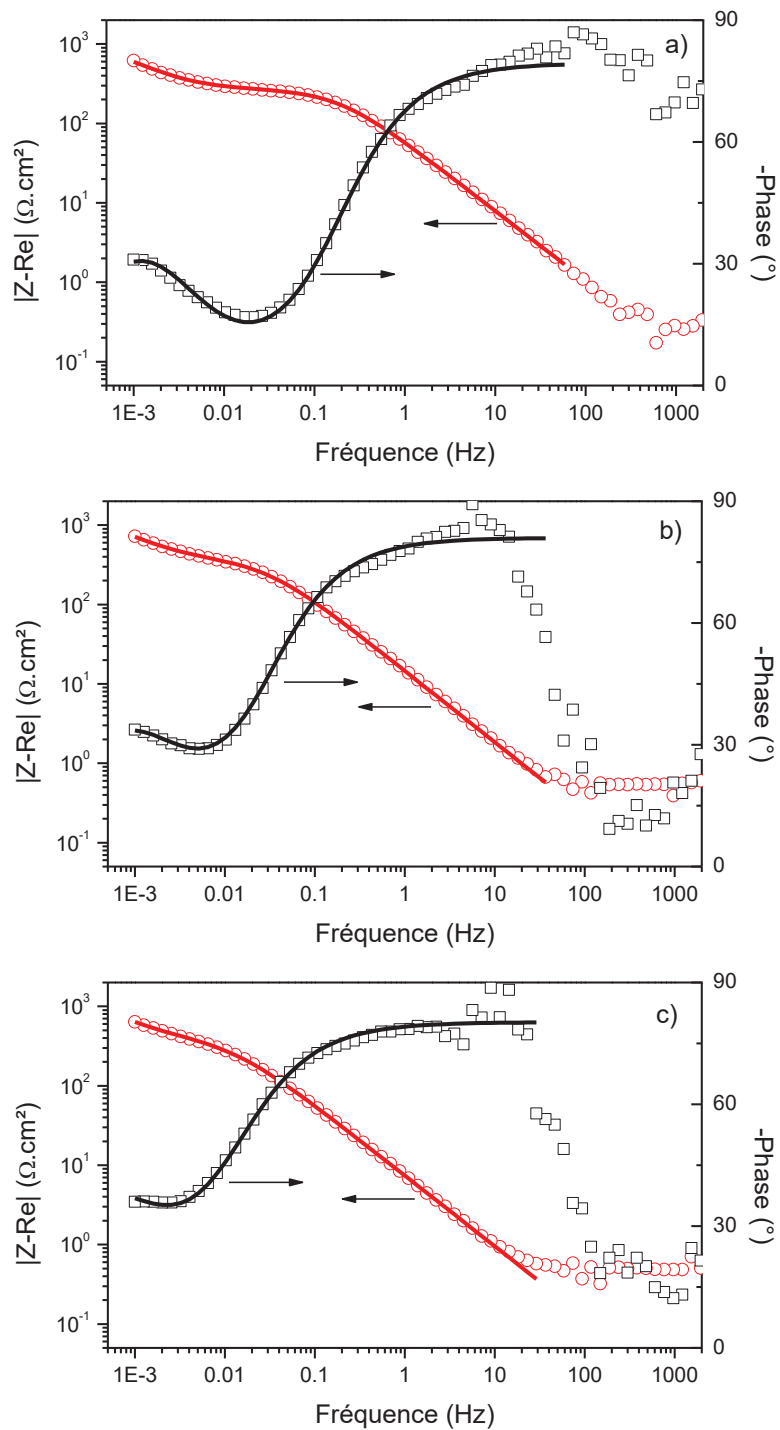 a)
|Z-Re| (Ω.cm²)
10³
10²
10¹
10⁰
10⁻¹
90
60
30
0
-Phase (°)
1E-3 0.01 0.1 1 10 100 1000
Fréquence (Hz)
b)
|Z-Re| (Ω.cm²)
10³
10²
10¹
10⁰
10⁻¹
90
60
30
0
-Phase (°)
1E-3 0.01 0.1 1 10 100 1000
Fréquence (Hz)
c)
|Z-Re| (Ω.cm²)
10³
10²
10¹
10⁰
10⁻¹
90
60
30
0
-Phase (°)
1E-3 0.01 0.1 1 10 100 1000
Fréquence (Hz)